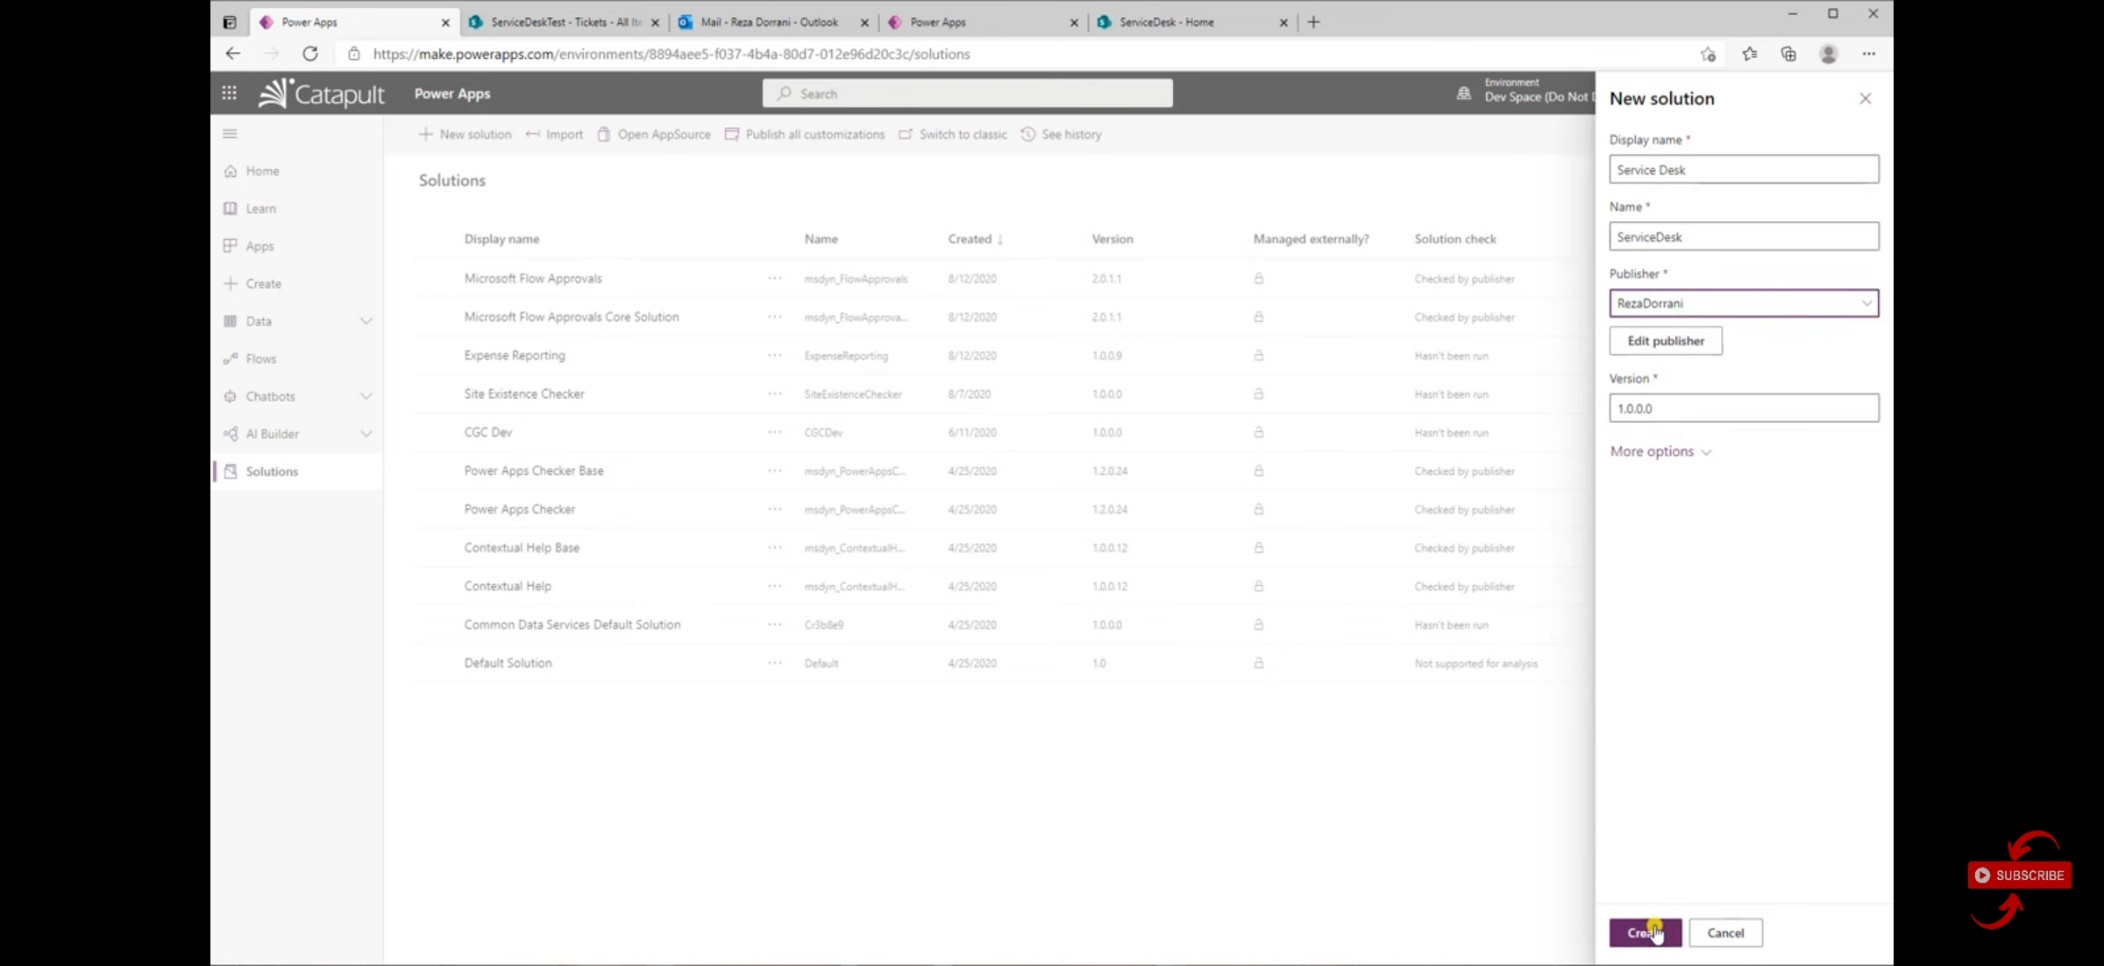 Power Apps
ServiceDeskTest - Tickets - All Ite
Mail - Reza Dorrani - Outlook
Power Apps
ServiceDesk - Home
https://make.powerapps.com/environments/8894aee5-f037-4b4a-80d7-012e96d20c3c/solutions
Catapult
Power Apps
Search
Environment
Dev Space (Do Not D
New solution
Import
Open AppSource
Publish all customizations
Switch to classic
See history
Home
Learn
Apps
Create
Data
Flows
Chatbots
AI Builder
Solutions
Solutions
Display name Name Created ↓ Version Managed externally? Solution check
Microsoft Flow Approvals ... msdyn_FlowApprovals 8/12/2020 2.0.1.1 Checked by publisher
Microsoft Flow Approvals Core Solution ... msdyn_FlowApprova... 8/12/2020 2.0.1.1 Checked by publisher
Expense Reporting ... ExpenseReporting 8/12/2020 1.0.0.9 Hasn't been run
Site Existence Checker ... SiteExistenceChecker 8/7/2020 1.0.0.0 Hasn't been run
CGC Dev ... CGCDev 6/11/2020 1.0.0.0 Hasn't been run
Power Apps Checker Base ... msdyn_PowerAppsC... 4/25/2020 1.2.0.24 Checked by publisher
Power Apps Checker ... msdyn_PowerAppsC... 4/25/2020 1.2.0.24 Checked by publisher
Contextual Help Base ... msdyn_ContextualH... 4/25/2020 1.0.0.12 Checked by publisher
Contextual Help ... msdyn_ContextualH... 4/25/2020 1.0.0.12 Checked by publisher
Common Data Services Default Solution ... Cr3b8e9 4/25/2020 1.0.0.0 Hasn't been run
Default Solution ... Default 4/25/2020 1.0 Not supported for analysis
New solution
Display name *
Service Desk
Name *
ServiceDesk
Publisher *
RezaDorrani
Edit publisher
Version *
1.0.0.0
More options
Cancel
SUBSCRIBE